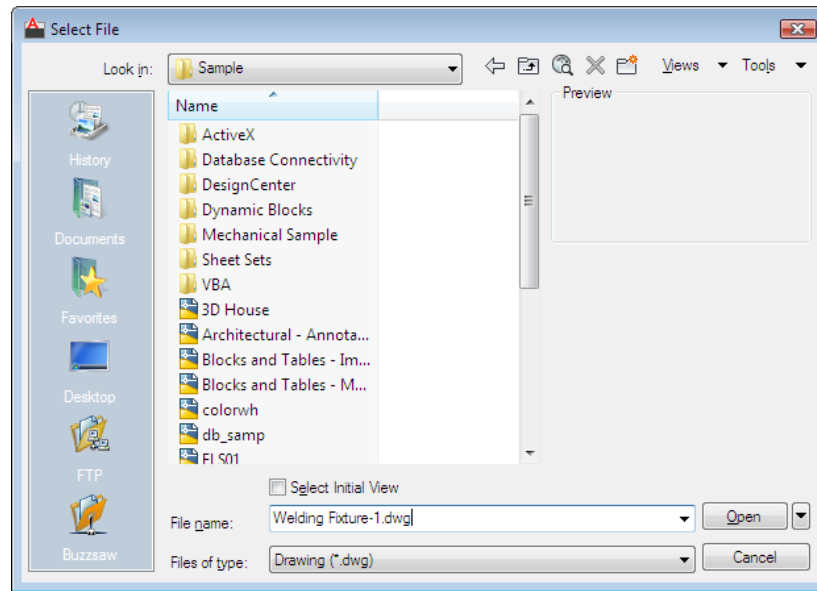 Select File
Look in:
Sample
Views
Tools
History
Documents
Favorites
Desktop
FTP
Buzzsaw
Name
ActiveX
Database Connectivity
DesignCenter
Dynamic Blocks
Mechanical Sample
Sheet Sets
VBA
3D House
Architectural - Annota...
Blocks and Tables - Im...
Blocks and Tables - M...
colorwh
db_samp
Preview
Select Initial View
File name:
Welding Fixture-1.dwg
Open
Files of type:
Drawing (*.dwg)
Cancel